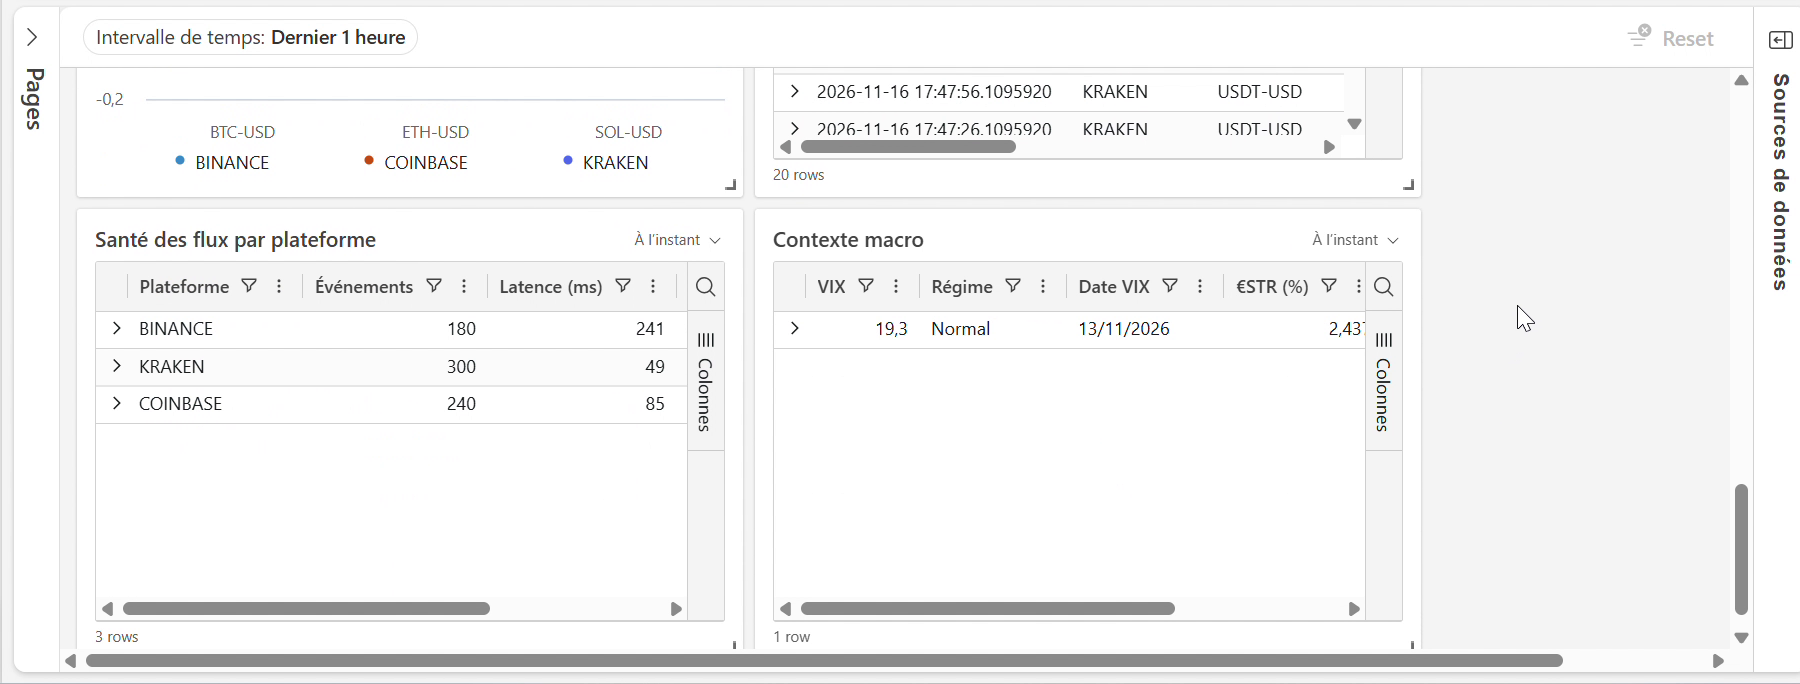 Intervalle de temps: Dernier 1 heure
Reset
Pages
Sources de données
-0,2
BTC-USD ETH-USD SOL-USD
BINANCE COINBASE KRAKEN
2026-11-16 17:47:56.1095920 KRAKEN USDT-USD
2026-11-16 17:47:26.1095920 KRAKEN USDT-USD
20 rows
Santé des flux par plateforme À l'instant
Plateforme Événements Latence (ms)
BINANCE 180 241
KRAKEN 300 49
COINBASE 240 85
Colonnes
3 rows
Contexte macro À l'instant
VIX Régime Date VIX €STR (%)
19,3 Normal 13/11/2026 2,437
Colonnes
1 row